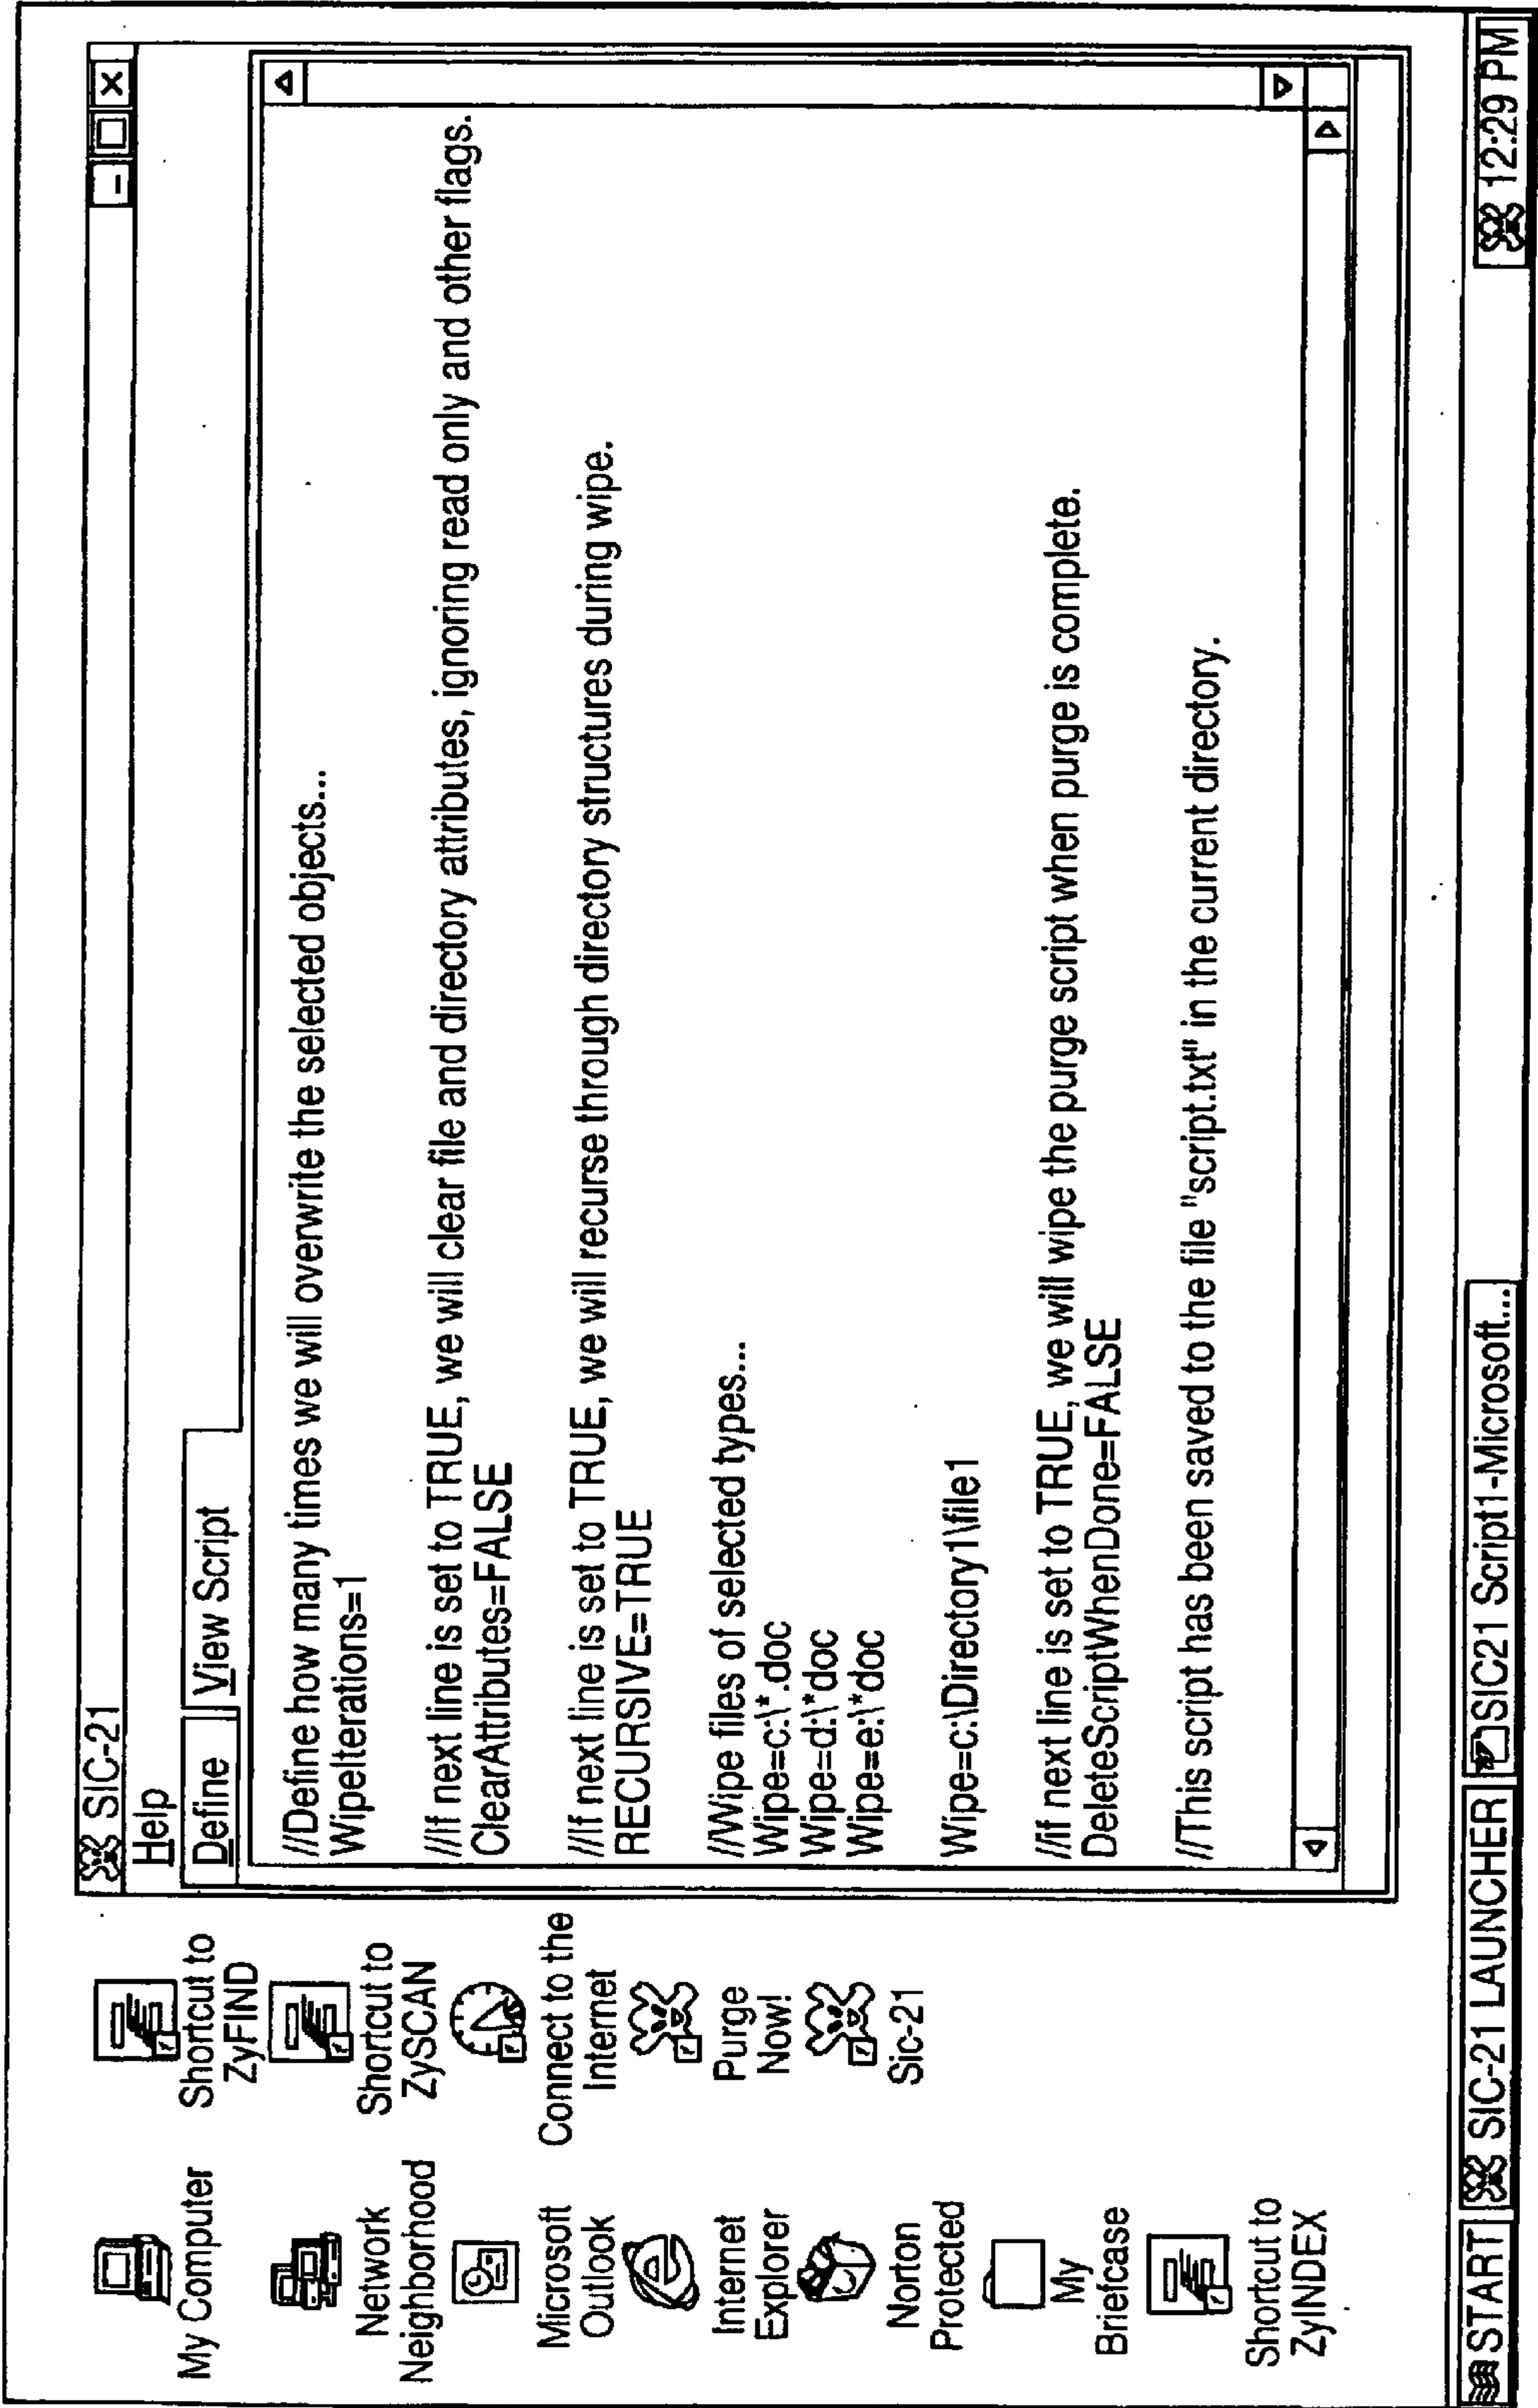 My Computer
Network
Neighborhood
Microsoft
Outlook
Internet
Explorer
Norton
Protected
My
Briefcase
Shortcut to
ZyINDEX
Shortcut to
ZyFIND
Shortcut to
ZySCAN
Connect to the
Internet
Purge
Now!
Sic-21
SIC-21
Help
Define
View Script
//Define how many times we will overwrite the selected objects...
WipeIterations=1
//If next line is set to TRUE, we will clear file and directory attributes, ignoring read only and other flags.
ClearAttributes=FALSE
//If next line is set to TRUE, we will recurse through directory structures during wipe.
RECURSIVE=TRUE
//Wipe files of selected types...
Wipe=c:\*.doc
Wipe=d:\*doc
Wipe=e:\*doc
Wipe=c:\Directory1\file1
//if next line is set to TRUE, we will wipe the purge script when purge is complete.
DeleteScriptWhenDone=FALSE
//This script has been saved to the file "script.txt" in the current directory.
START
SIC-21 LAUNCHER
SIC21 Script1-Microsoft...
12:29 PM